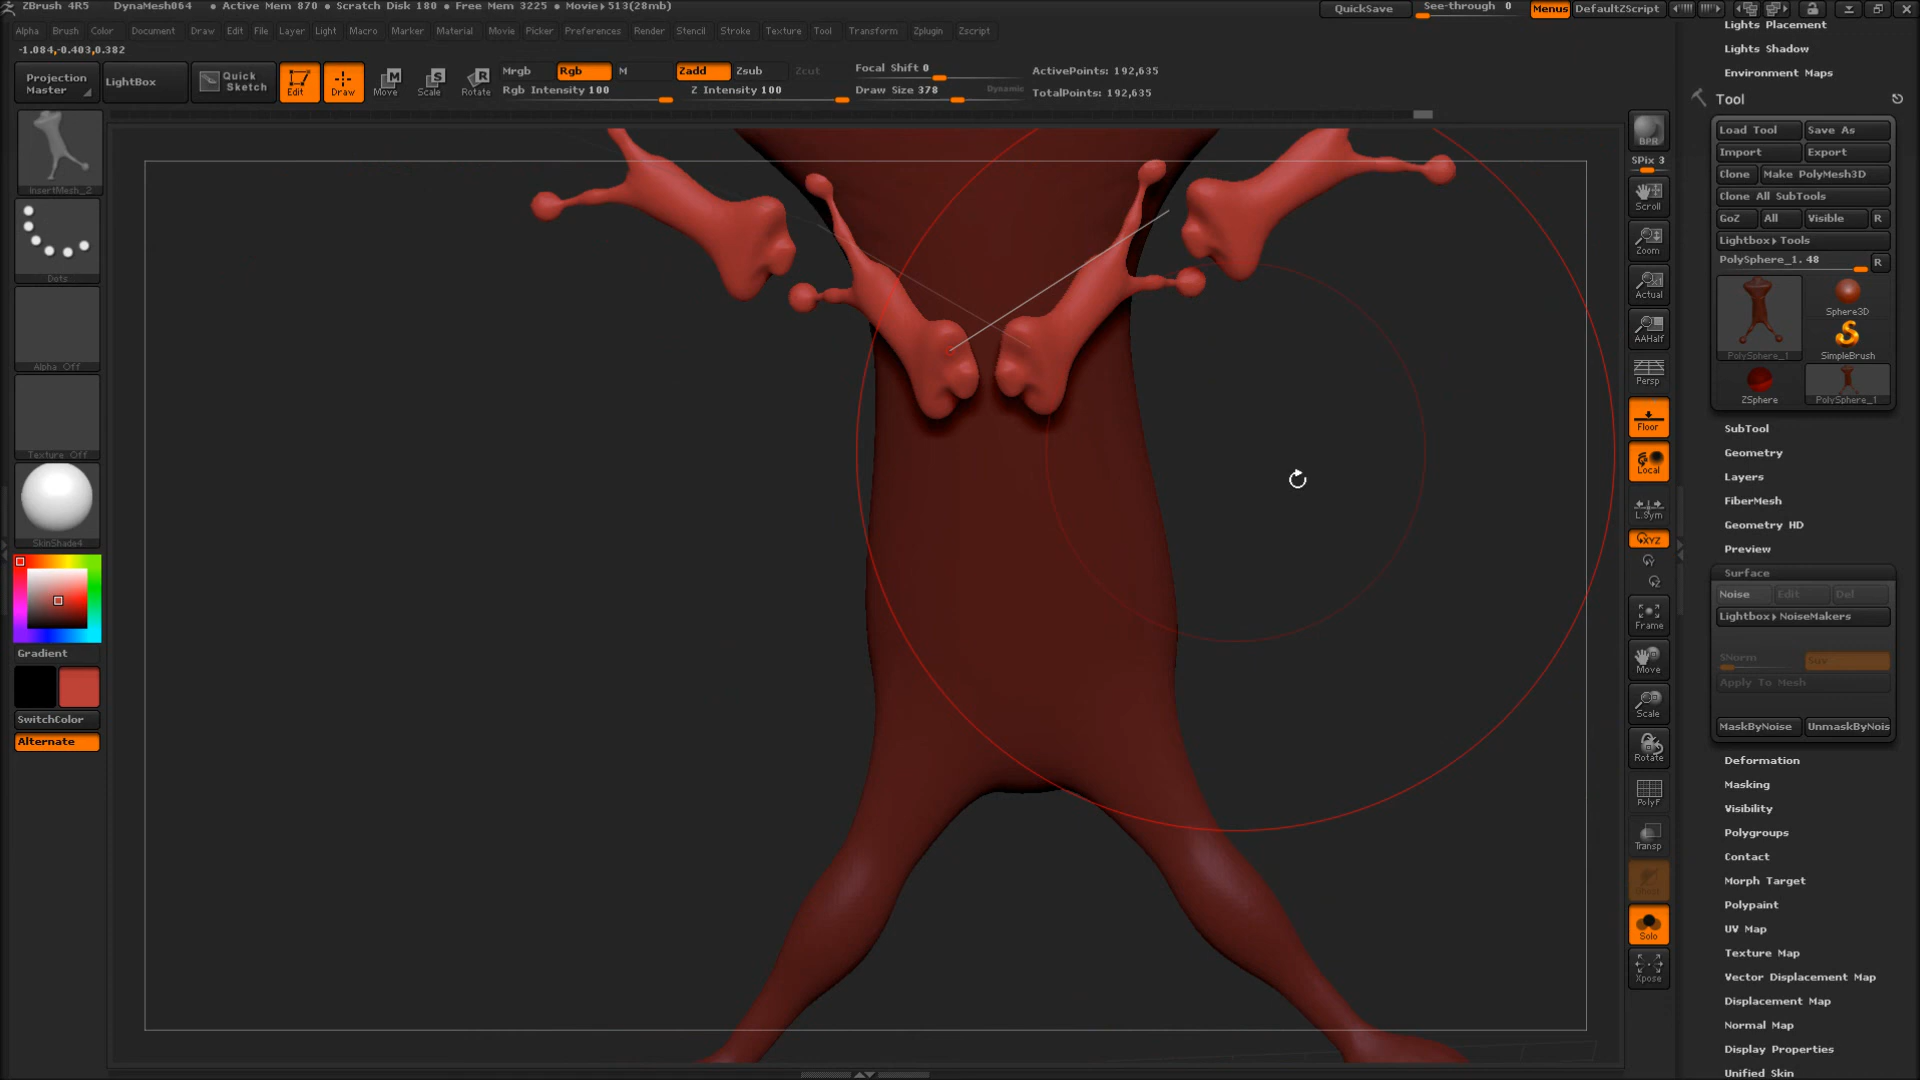 ZBrush 4R5 DynaMesh064 • Active Mem 870 • Scratch Disk 180 • Free Mem 3225 • Movie▸513(28mb) QuickSave See-through 0 Menus DefaultZScript
Alpha Brush Color Document Draw Edit File Layer Light Macro Marker Material Movie Picker Preferences Render Stencil Stroke Texture Tool Transform Zplugin Zscript
-1.084,-0.403,0.382
Projection Master
LightBox
Quick Sketch
Edit
Draw
Move
Scale
Rotate
Mrgb Rgb M
Rgb Intensity 100
Zadd Zsub Zcut
Z Intensity 100
Focal Shift 0
Draw Size 378 Dynamic
ActivePoints: 192,635
TotalPoints: 192,635
InsertMesh_2
Dots
Alpha Off
Texture Off
SkinShade4
Gradient
SwitchColor
Alternate
BPR
SPix 3
Scroll
Zoom
Actual
AAHalf
Persp
Floor
Local
L.Sym
XYZ
Y
Z
Frame
Move
Scale
Rotate
PolyF
Transp
Ghost
Solo
Xpose
Lights Placement
Lights Shadow
Environment Maps
Tool
Load Tool Save As
Import Export
Clone Make PolyMesh3D
Clone All SubTools
GoZ All Visible R
Lightbox▸Tools
PolySphere_1. 48 R
PolySphere_1
Sphere3D
SimpleBrush
ZSphere
PolySphere_1
SubTool
Geometry
Layers
FiberMesh
Geometry HD
Preview
Surface
Noise Edit Del
Lightbox▸NoiseMakers
SNorm Suv
Apply To Mesh
MaskByNoise UnmaskByNois
Deformation
Masking
Visibility
Polygroups
Contact
Morph Target
Polypaint
UV Map
Texture Map
Vector Displacement Map
Displacement Map
Normal Map
Display Properties
Unified Skin